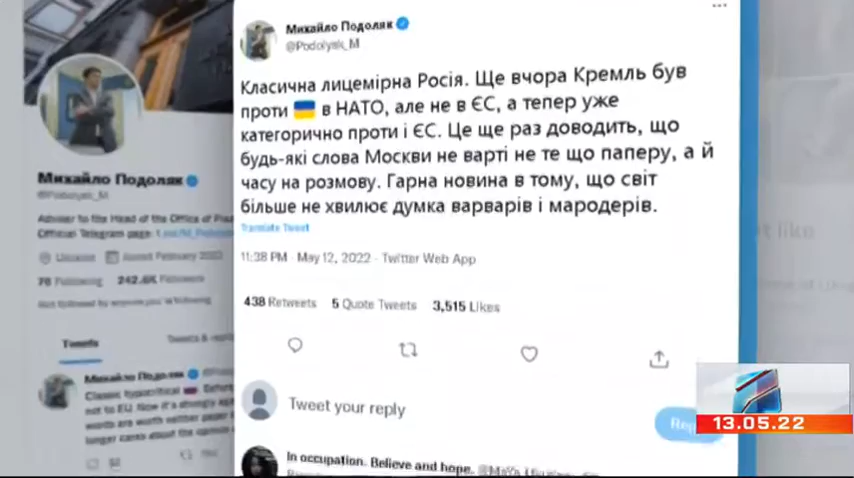 Михайло Подоляк
@Podolyak_M
Класична лицемірна Росія. Ще вчора Кремль був
проти 🇺🇦 в НАТО, але не в ЄС, а тепер уже
категорично проти і ЄС. Це ще раз доводить, що
будь-які слова Москви не варті не те що паперу, а й
часу на розмову. Гарна новина в тому, що світ
більше не хвилює думка варварів і мародерів.
Translate Tweet
11:38 PM · May 12, 2022 · Twitter Web App
438 Retweets 5 Quote Tweets 3,515 Likes
Tweet your reply
In occupation. Believe and hope.
Михайло Подоляк
@Podolyak_M
Adviser to the Head of the Office of
Official Telegram page:
Ukraine Joined February
78 Following 242.6K Followers
Not followed by anyone you're following
Tweets
Tweets &
Михайло Подоляк
Classic hypocritical
not to EU. Now it's strongly
words are worth neither paper
longer cares about the opinion
t like
13.05.22